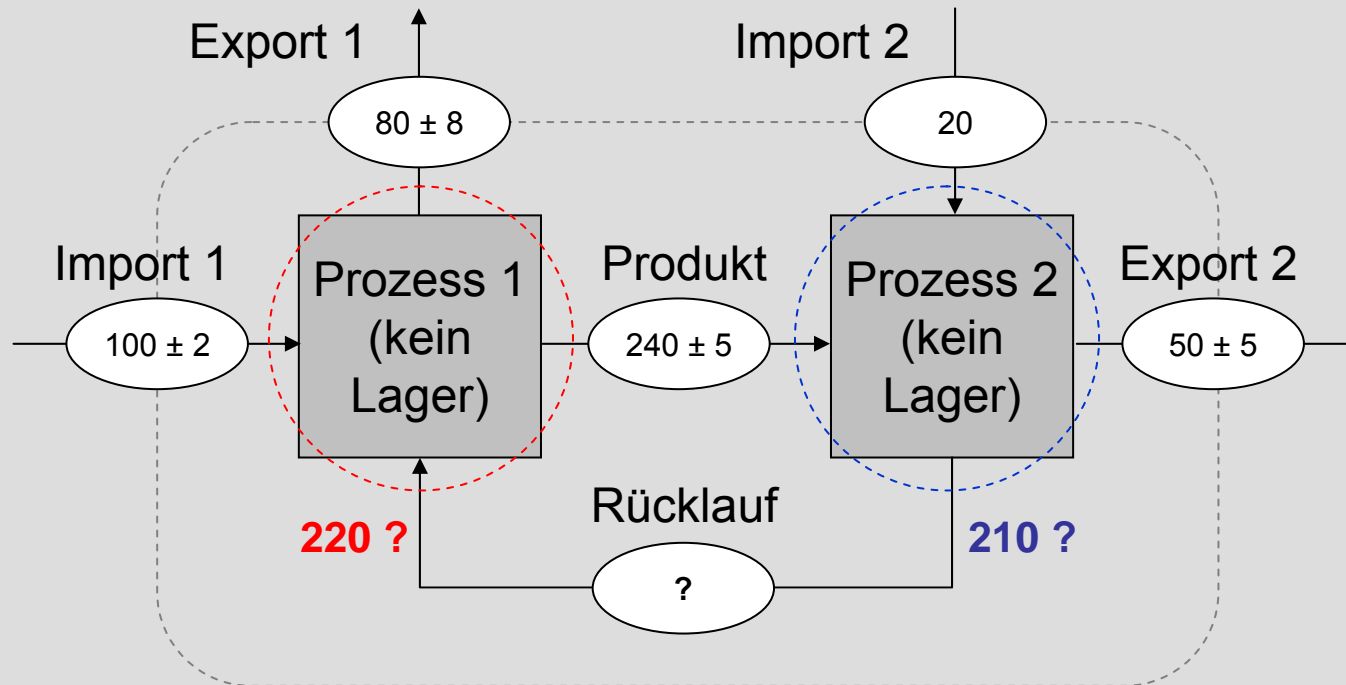 Export 1
Import 2
80 ± 8
20
Import 1
Prozess 1
(kein
Lager)
Produkt
Prozess 2
(kein
Lager)
Export 2
100 ± 2
240 ± 5
50 ± 5
Rücklauf
220 ?
210 ?
?